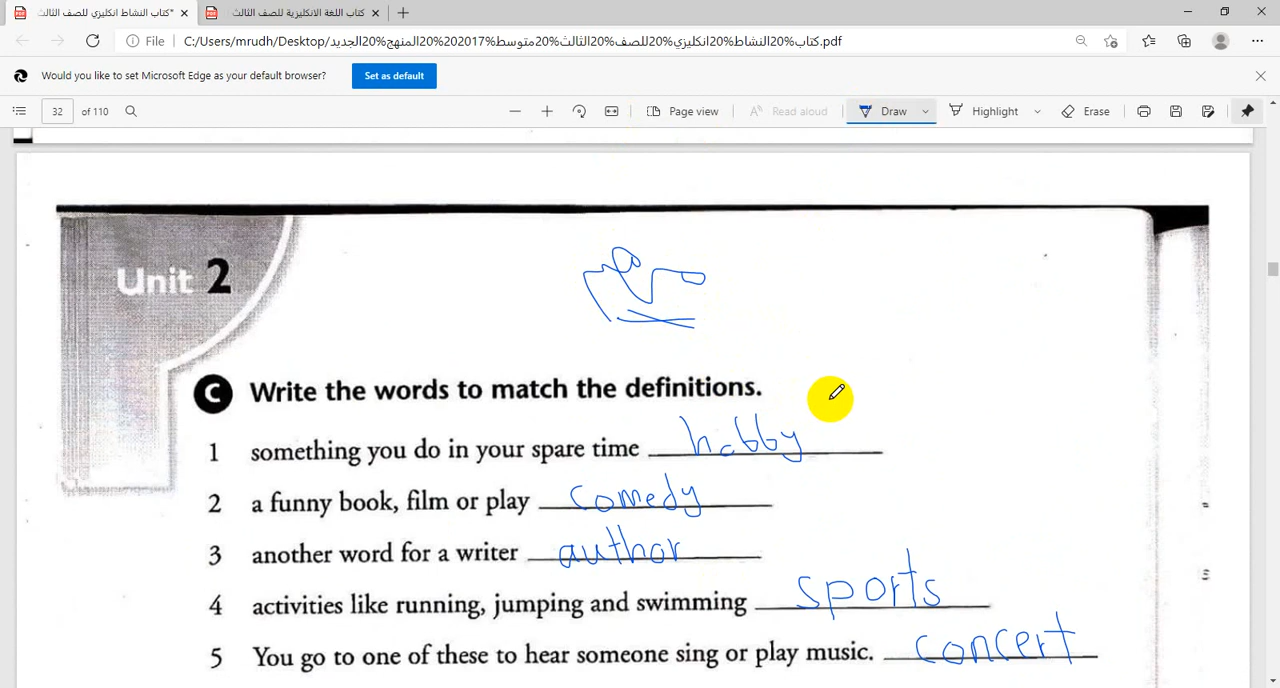 *كتاب النشاط انكليزي للصف الثالث
كتاب اللغة الانكليزية للصف الثالث
File C:/Users/mrudh/Desktop/كتاب%20النشاط%20انكليزي%20للصف%20الثالث%20متوسط%202017%20المنهج%20الجديد.pdf
Would you like to set Microsoft Edge as your default browser? Set as default
32 of 110 Page view Read aloud Draw Highlight Erase
Unit 2
C Write the words to match the definitions.
1 something you do in your spare time hobby
2 a funny book, film or play comedy
3 another word for a writer author
4 activities like running, jumping and swimming sports
5 You go to one of these to hear someone sing or play music. concert